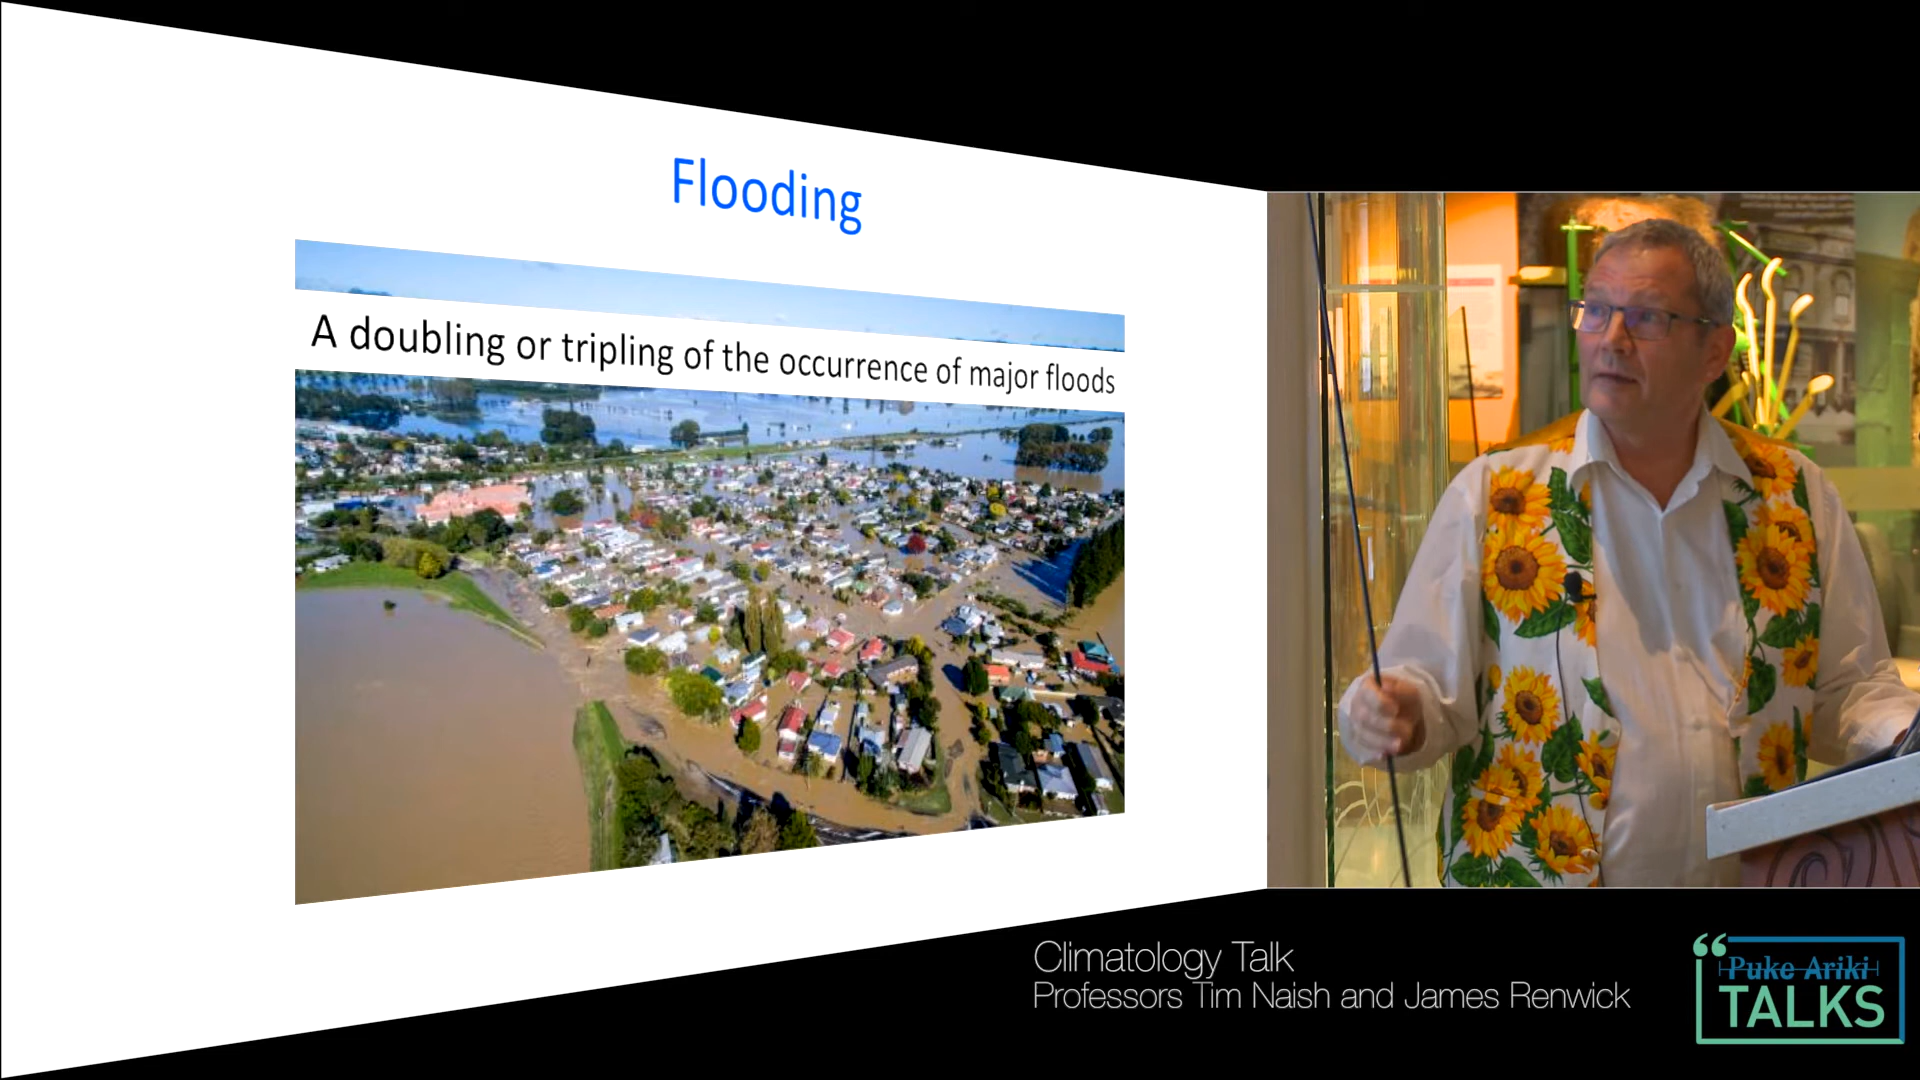 Flooding
A doubling or tripling of the occurrence of major floods
Climatology Talk
Professors Tim Naish and James Renwick
Puke Ariki
TALKS